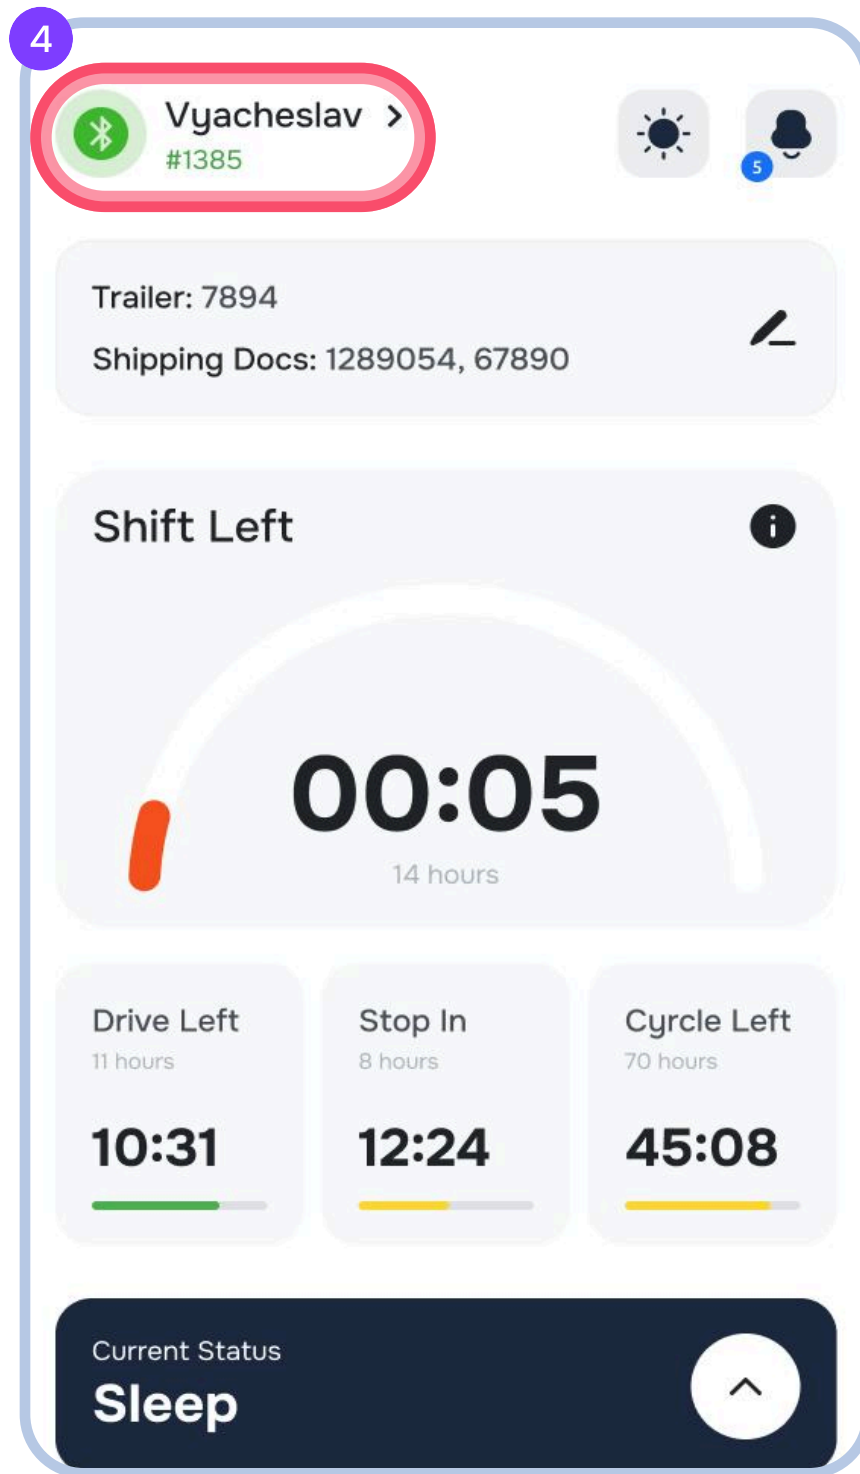 4
Vyacheslav
#1385
5
Trailer: 7894
Shipping Docs: 1289054, 67890
Shift Left
00:05
14 hours
Drive Left
11 hours
10:31
Stop In
8 hours
12:24
Cyrcle Left
70 hours
45:08
Current Status
Sleep